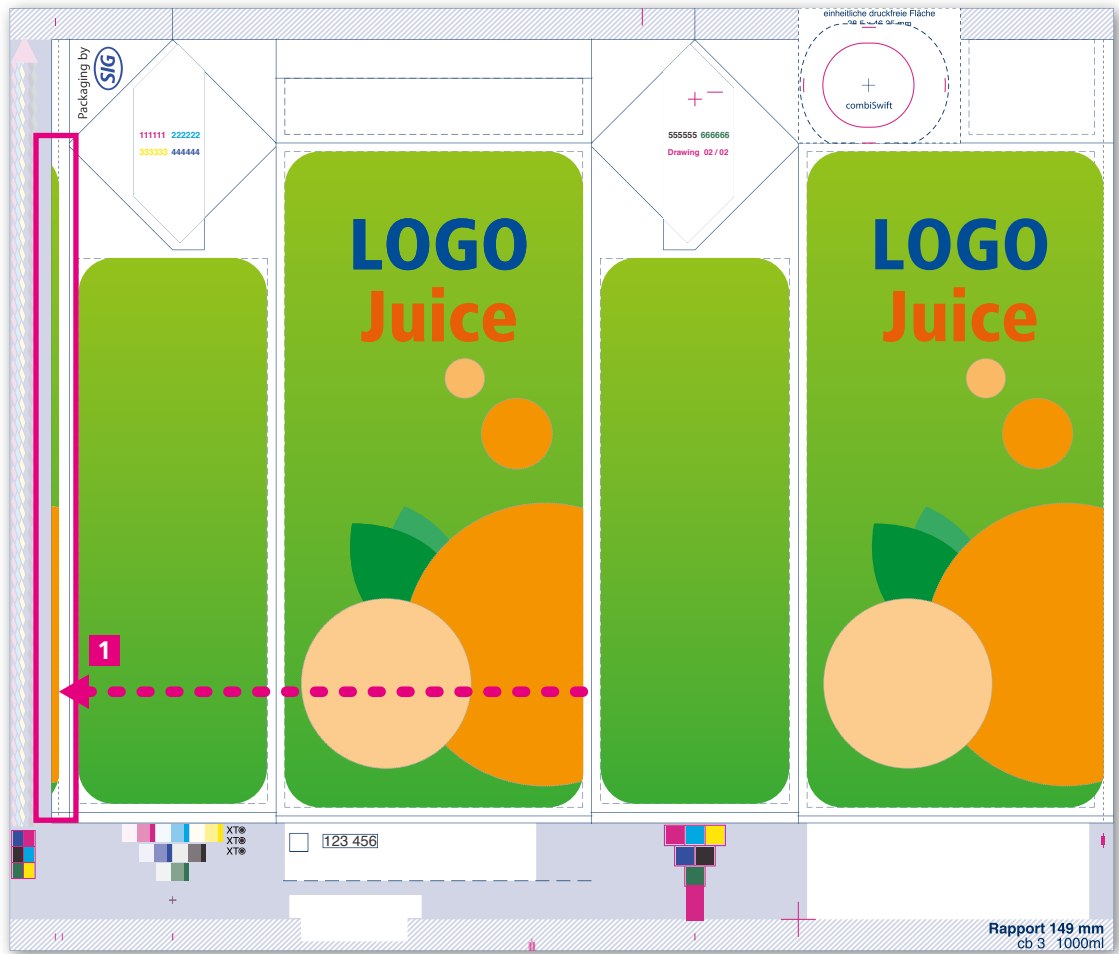 einheitliche druckfreie Fläche
Packaging by
SIG
combiSwift
111111 222222
333333 444444
555555 666666
Drawing 02 / 02
LOGO
Juice
LOGO
Juice
1
XT
XT
XT
123 456
Rapport 149 mm
cb 3 1000ml